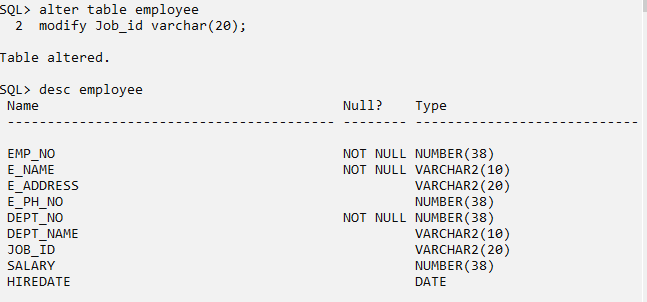 SQL> alter table employee
  2  modify Job_id varchar(20);
Table altered.
SQL> desc employee
 Name                                      Null?    Type
 ----------------------------------------- -------- ----------------------------
 EMP_NO                                    NOT NULL NUMBER(38)
 E_NAME                                    NOT NULL VARCHAR2(10)
 E_ADDRESS                                          VARCHAR2(20)
 E_PH_NO                                            NUMBER(38)
 DEPT_NO                                   NOT NULL NUMBER(38)
 DEPT_NAME                                          VARCHAR2(10)
 JOB_ID                                             VARCHAR2(20)
 SALARY                                             NUMBER(38)
 HIREDATE                                           DATE